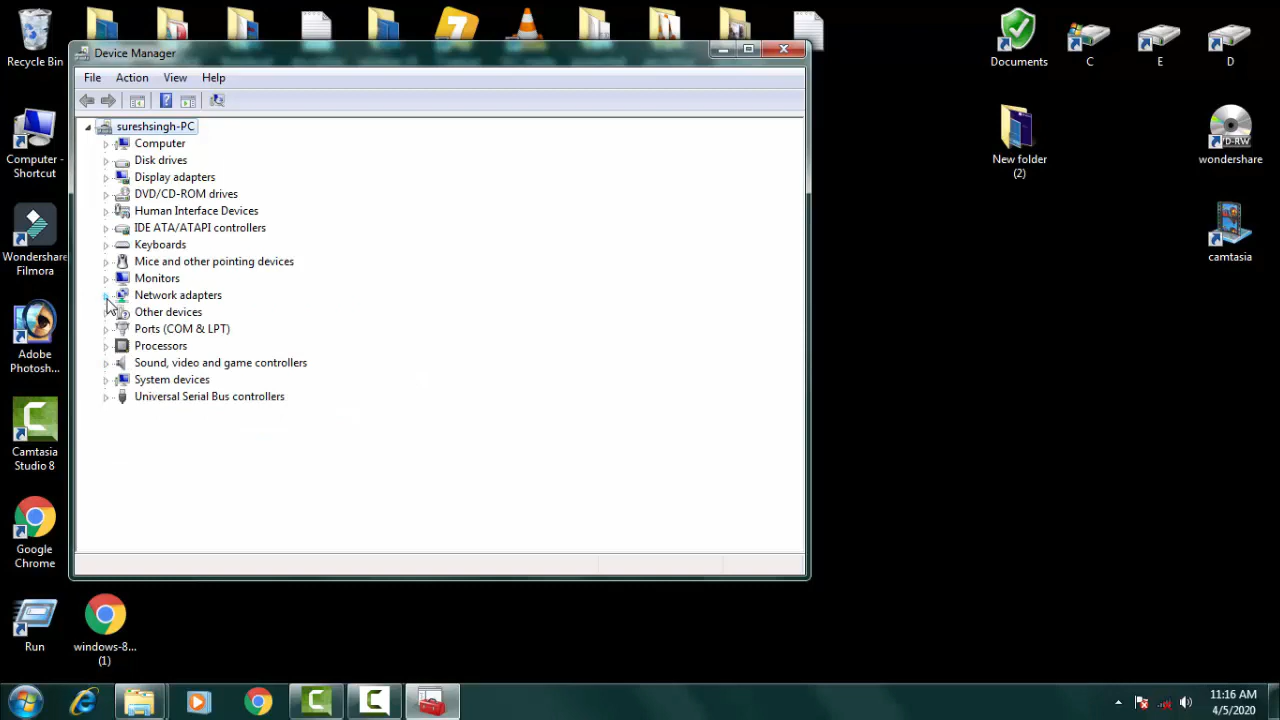 Recycle Bin
Computer -
Shortcut
Wondershare
Filmora
Adobe
Photosh...
Camtasia
Studio 8
Google
Chrome
Run
windows-8...
(1)
Device Manager
File Action View Help
sureshsingh-PC
Computer
Disk drives
Display adapters
DVD/CD-ROM drives
Human Interface Devices
IDE ATA/ATAPI controllers
Keyboards
Mice and other pointing devices
Monitors
Network adapters
Other devices
Ports (COM & LPT)
Processors
Sound, video and game controllers
System devices
Universal Serial Bus controllers
Documents
C
E
D
New folder
(2)
DVD-RW
wondershare
camtasia
11:16 AM
4/5/2020